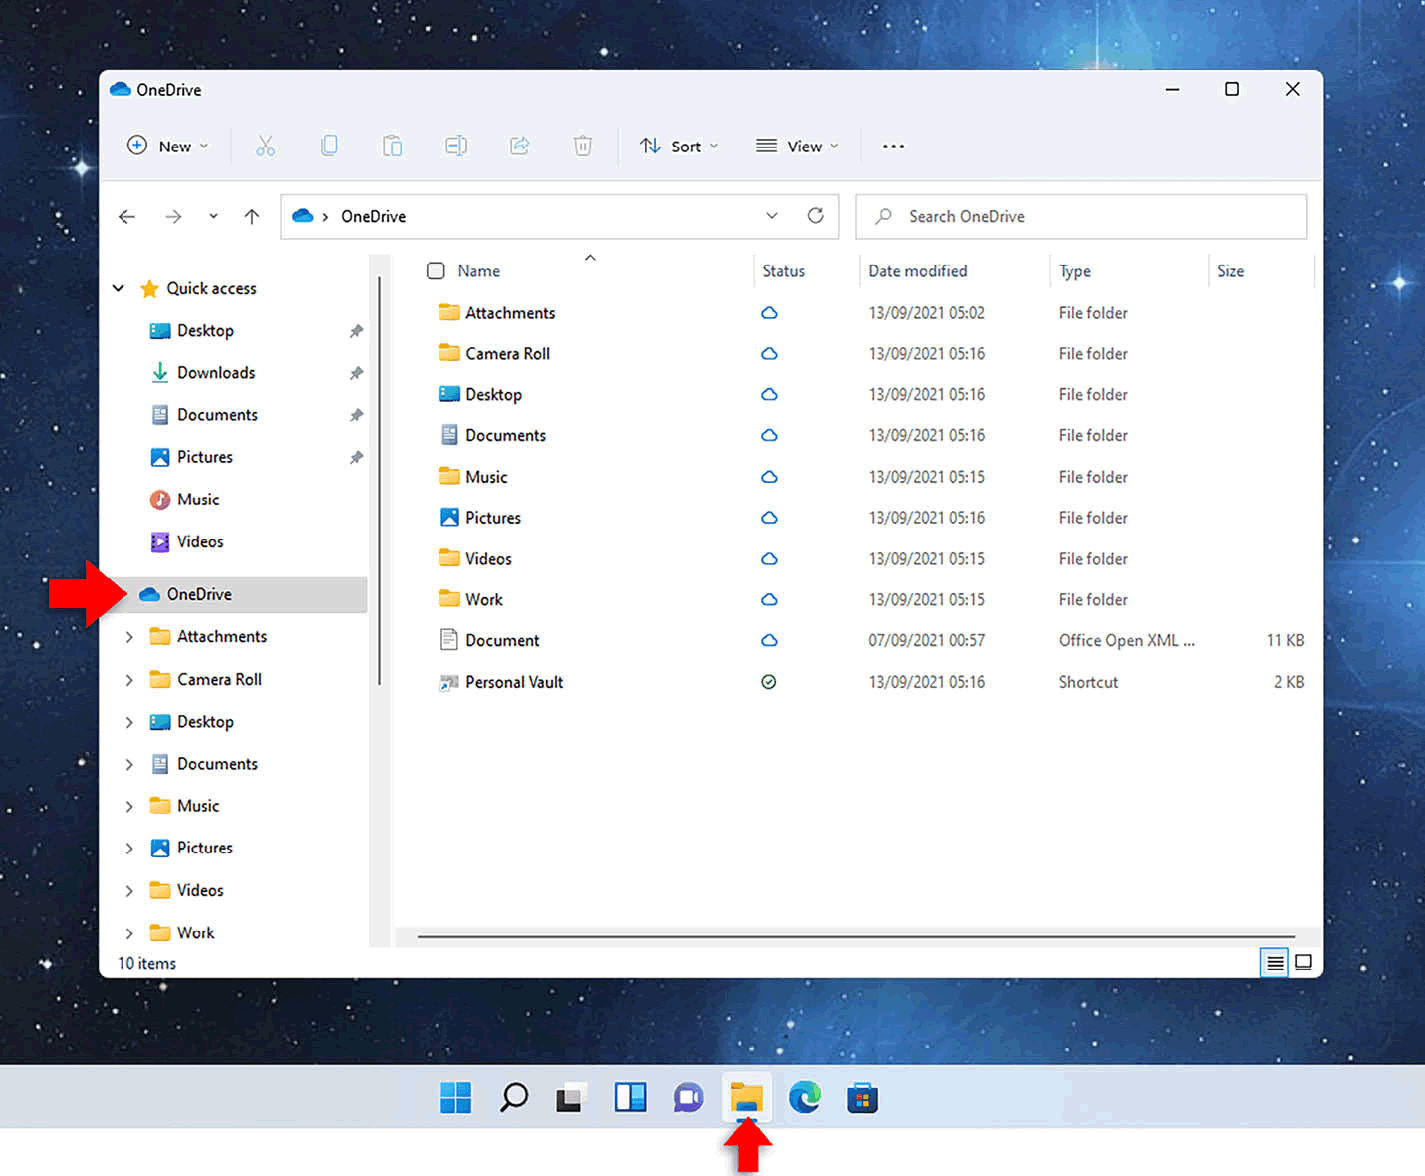 OneDrive
New
Sort
View
OneDrive
Search OneDrive
Name Status Date modified Type Size
Quick access
Desktop
Downloads
Documents
Pictures
Music
Videos
OneDrive
Attachments
Camera Roll
Desktop
Documents
Music
Pictures
Videos
Work
Attachments 13/09/2021 05:02 File folder
Camera Roll 13/09/2021 05:16 File folder
Desktop 13/09/2021 05:16 File folder
Documents 13/09/2021 05:16 File folder
Music 13/09/2021 05:15 File folder
Pictures 13/09/2021 05:16 File folder
Videos 13/09/2021 05:15 File folder
Work 13/09/2021 05:15 File folder
Document 07/09/2021 00:57 Office Open XML ... 11 KB
Personal Vault 13/09/2021 05:16 Shortcut 2 KB
10 items